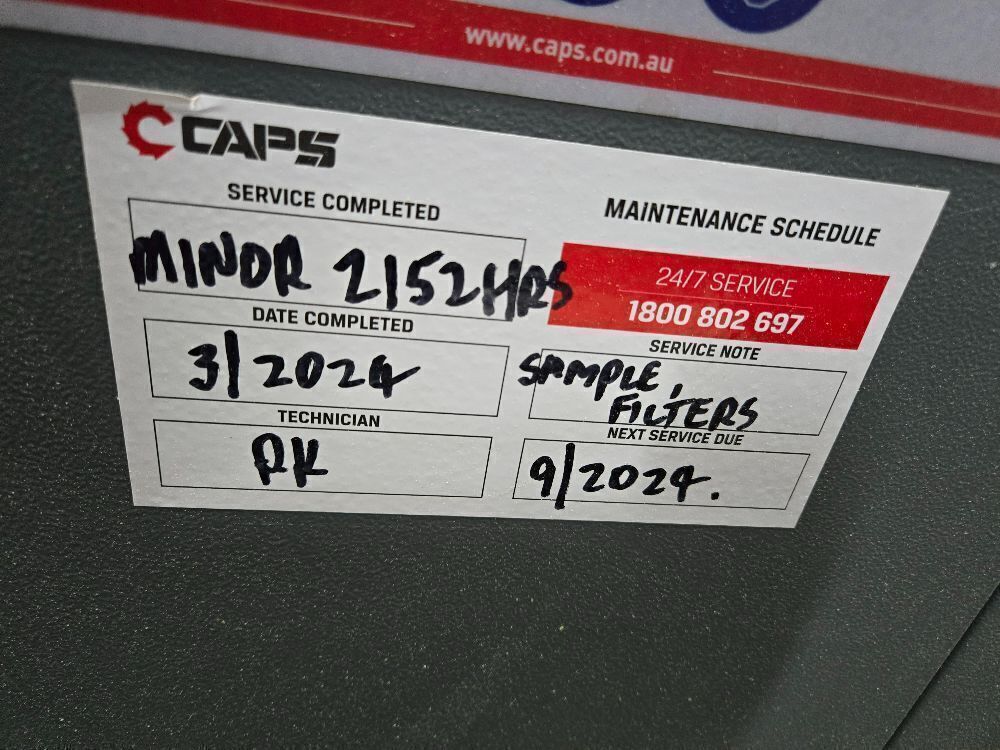 www.caps.com.au
CAPS
SERVICE COMPLETED
MINOR 2152HRS
DATE COMPLETED
3/2024
TECHNICIAN
RK
MAINTENANCE SCHEDULE
24/7 SERVICE
1800 802 697
SERVICE NOTE
SAMPLE,
FILTERS
NEXT SERVICE DUE
9/2024.